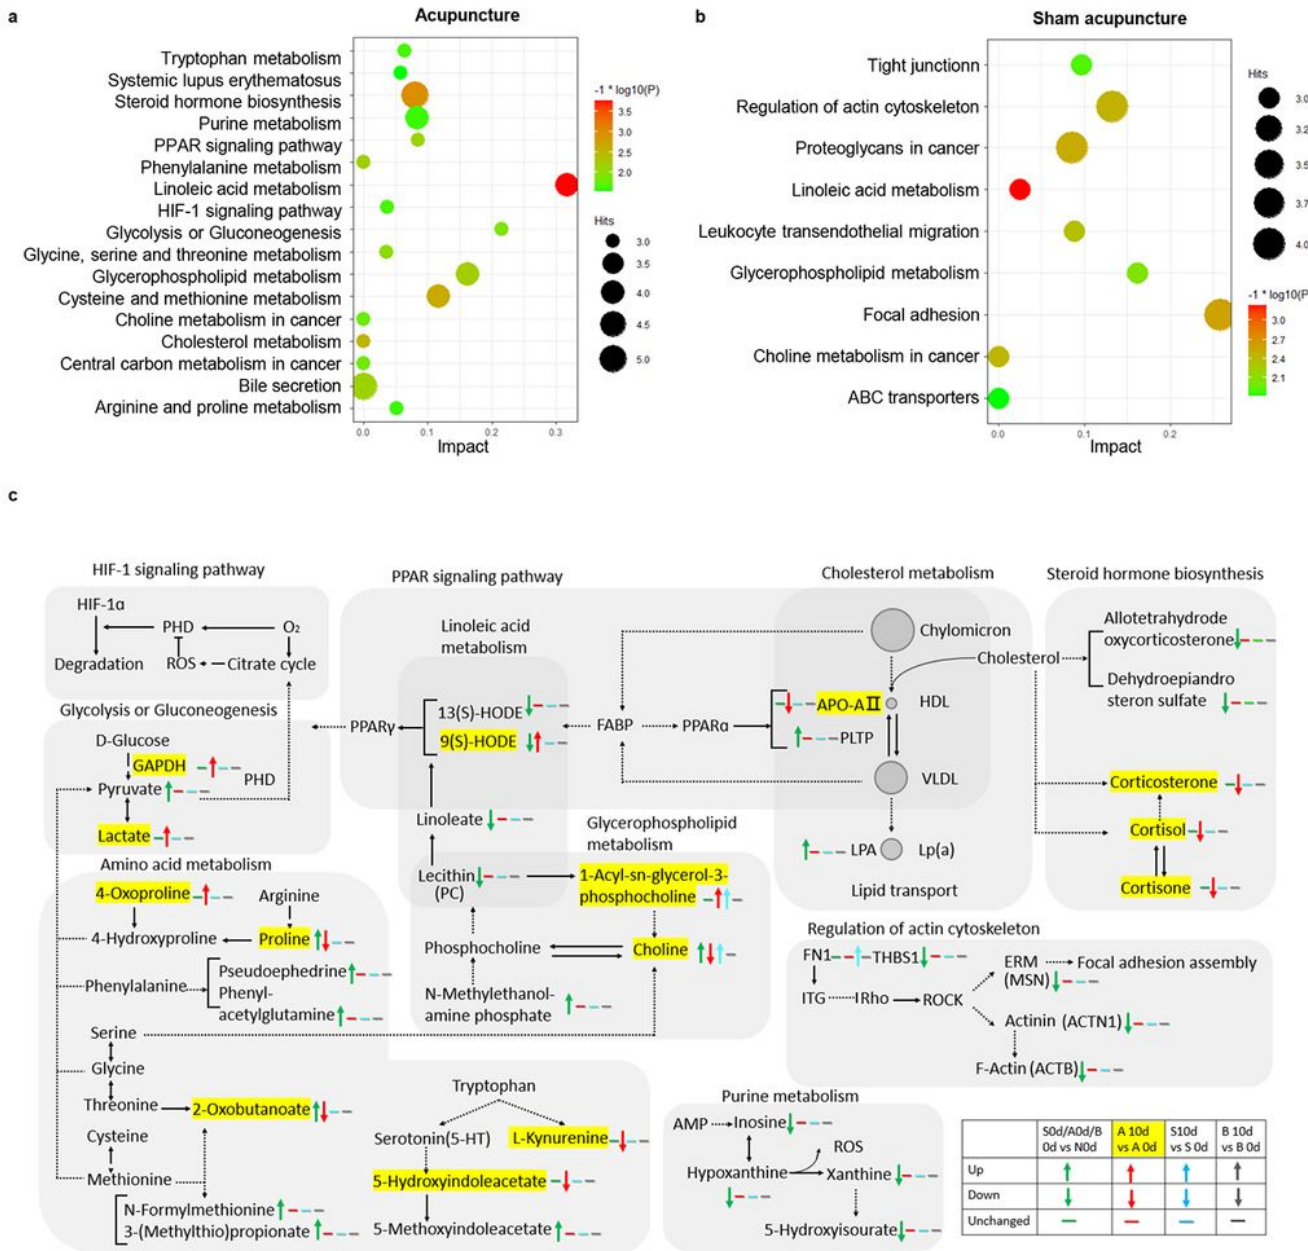 a
Acupuncture
Tryptophan metabolism
Systemic lupus erythematosus
Steroid hormone biosynthesis
Purine metabolism
PPAR signaling pathway
Phenylalanine metabolism
Linoleic acid metabolism
HIF-1 signaling pathway
Glycolysis or Gluconeogenesis
Glycine, serine and threonine metabolism
Glycerophospholipid metabolism
Cysteine and methionine metabolism
Choline metabolism in cancer
Cholesterol metabolism
Central carbon metabolism in cancer
Bile secretion
Arginine and proline metabolism
0.0 0.1 0.2 0.3
Impact
-1 * log10(P)
3.5
3.0
2.5
2.0
Hits
3.0
3.5
4.0
4.5
5.0
b
Sham acupuncture
Tight junctionn
Regulation of actin cytoskeleton
Proteoglycans in cancer
Linoleic acid metabolism
Leukocyte transendothelial migration
Glycerophospholipid metabolism
Focal adhesion
Choline metabolism in cancer
ABC transporters
0.0 0.1 0.2
Impact
Hits
3.0
3.2
3.5
3.7
4.0
-1 * log10(P
3.0
2.7
2.4
2.1
c
HIF-1 signaling pathway
HIF-1α
PHD
O₂
Degradation
ROS
Citrate cycle
Glycolysis or Gluconeogenesis
D-Glucose
GAPDH
PHD
Pyruvate
Lactate
Amino acid metabolism
4-Oxoproline
Arginine
4-Hydroxyproline
Proline
Phenylalanine
Pseudoephedrine
Phenyl-
acetylglutamine
Serine
Glycine
Threonine
2-Oxobutanoate
Cysteine
Methionine
N-Formylmethionine
3-(Methylthio)propionate
Tryptophan
Serotonin(5-HT)
L-Kynurenine
5-Hydroxyindoleacetate
5-Methoxyindoleacetate
PPAR signaling pathway
Linoleic acid
metabolism
PPARγ
13(S)-HODE
9(S)-HODE
FABP
PPARα
Linoleate
Lecithin
(PC)
Glycerophospholipid
metabolism
1-Acyl-sn-glycerol-3-
phosphocholine
Phosphocholine
Choline
N-Methylethanol-
amine phosphate
Cholesterol metabolism
Chylomicron
APO-AⅡ
HDL
PLTP
VLDL
LPA
Lp(a)
Lipid transport
Cholesterol
Steroid hormone biosynthesis
Allotetrahydrode
oxycorticosterone
Dehydroepiandro
steron sulfate
Corticosterone
Cortisol
Cortisone
Regulation of actin cytoskeleton
FN1
THBS1
ITG
IRho
ROCK
ERM
(MSN)
Focal adhesion assembly
Actinin (ACTN1)
F-Actin (ACTB)
Purine metabolism
AMP
Inosine
ROS
Hypoxanthine
Xanthine
5-Hydroxyisourate
S0d/A0d/B
0d vs N0d
A 10d
vs A 0d
S10d
vs S 0d
B 10d
vs B 0d
Up
Down
Unchanged